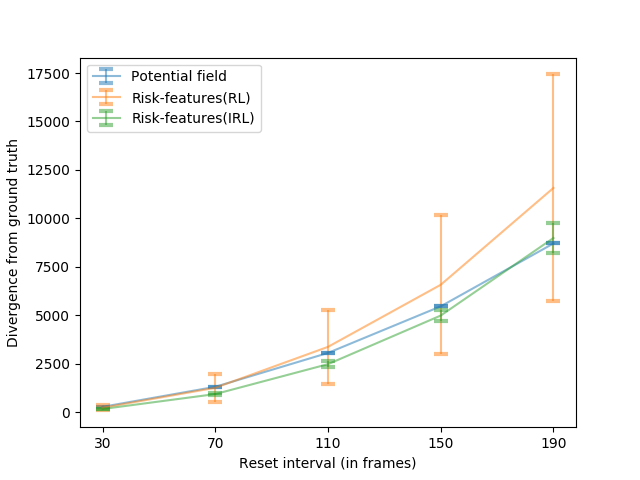 17500
15000
12500
10000
7500
5000
2500
0
Divergence from ground truth
Potential field
Risk-features(RL)
Risk-features(IRL)
30 70 110 150 190
Reset interval (in frames)